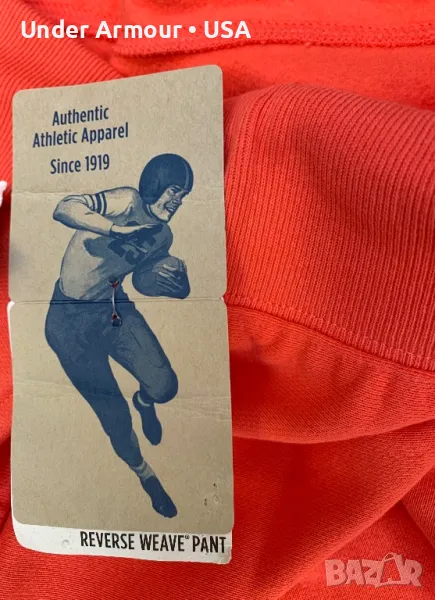 Under Armour • USA
Authentic
Athletic Apparel
Since 1919
REVERSE WEAVE® PANT
BAZAR